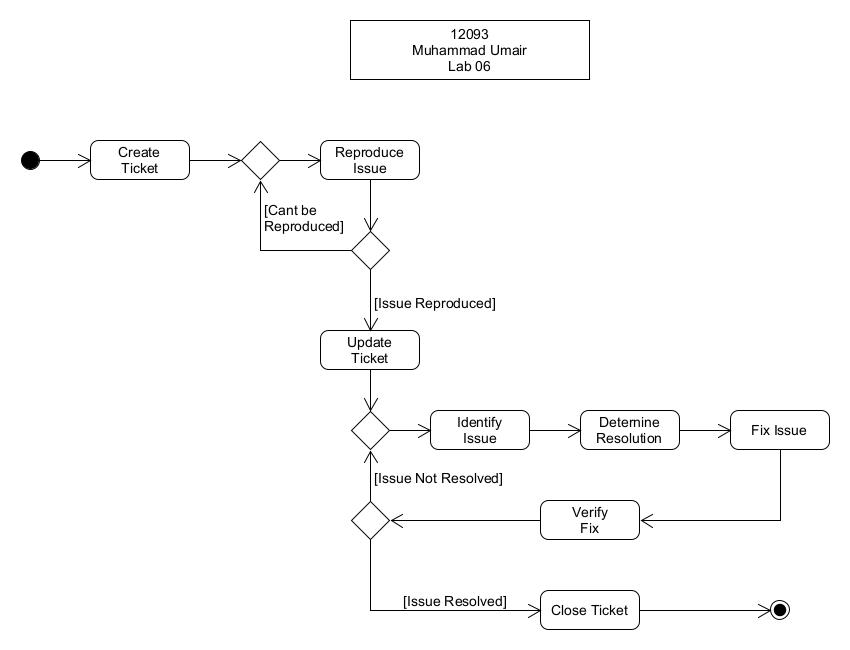 12093
Muhammad Umair
Lab 06
Create
Ticket
Reproduce
Issue
[Cant be
Reproduced]
[Issue Reproduced]
Update
Ticket
Identify
Issue
Detemine
Resolution
Fix Issue
[Issue Not Resolved]
Verify
Fix
[Issue Resolved]
Close Ticket